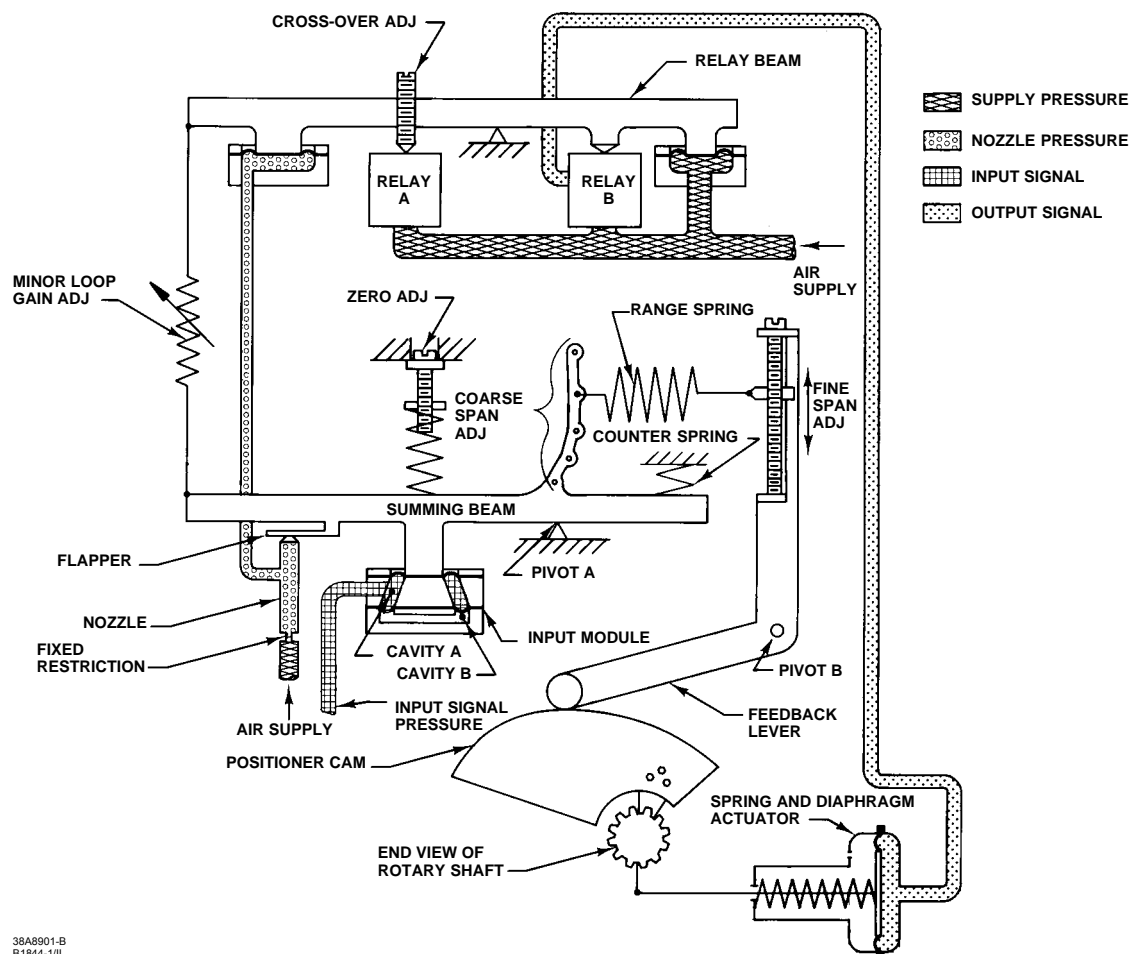 CROSS-OVER ADJ
RELAY BEAM
SUPPLY PRESSURE
NOZZLE PRESSURE
INPUT SIGNAL
OUTPUT SIGNAL
RELAY
A
RELAY
B
AIR
SUPPLY
MINOR LOOP
GAIN ADJ
ZERO ADJ
RANGE SPRING
COARSE
SPAN
ADJ
FINE
SPAN
ADJ
COUNTER SPRING
SUMMING BEAM
FLAPPER
PIVOT A
NOZZLE
INPUT MODULE
FIXED
RESTRICTION
CAVITY A
CAVITY B
PIVOT B
INPUT SIGNAL
PRESSURE
AIR SUPPLY
FEEDBACK
LEVER
POSITIONER CAM
SPRING AND DIAPHRAGM
ACTUATOR
END VIEW OF
ROTARY SHAFT
38A8901-B
B1844-1/IL